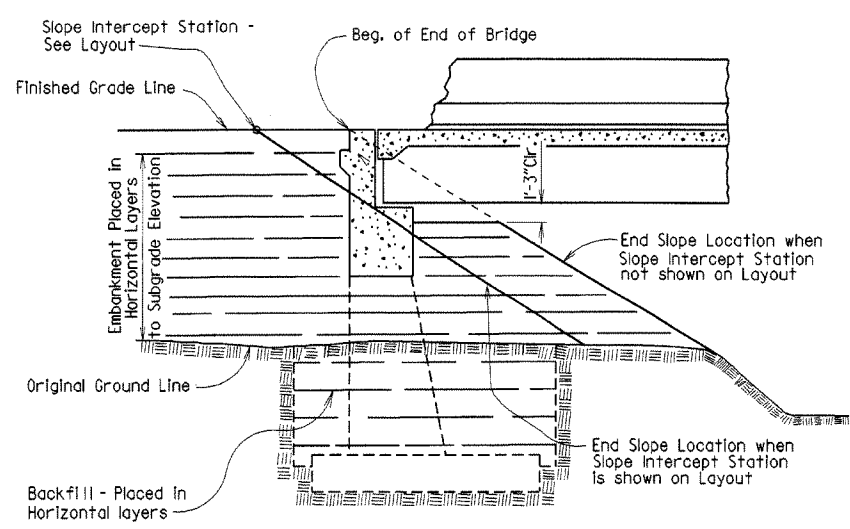 Slope Intercept Station -
See Layout
Beg. of End of Bridge
Finished Grade Line
Embankment Placed in
Horizontal Layers
to Subgrade Elevation
1'-3" Clr.
End Slope Location when
Slope Intercept Station
not shown on Layout
Original Ground Line
End Slope Location when
Slope Intercept Station
is shown on Layout
Backfill - Placed in
Horizontal layers